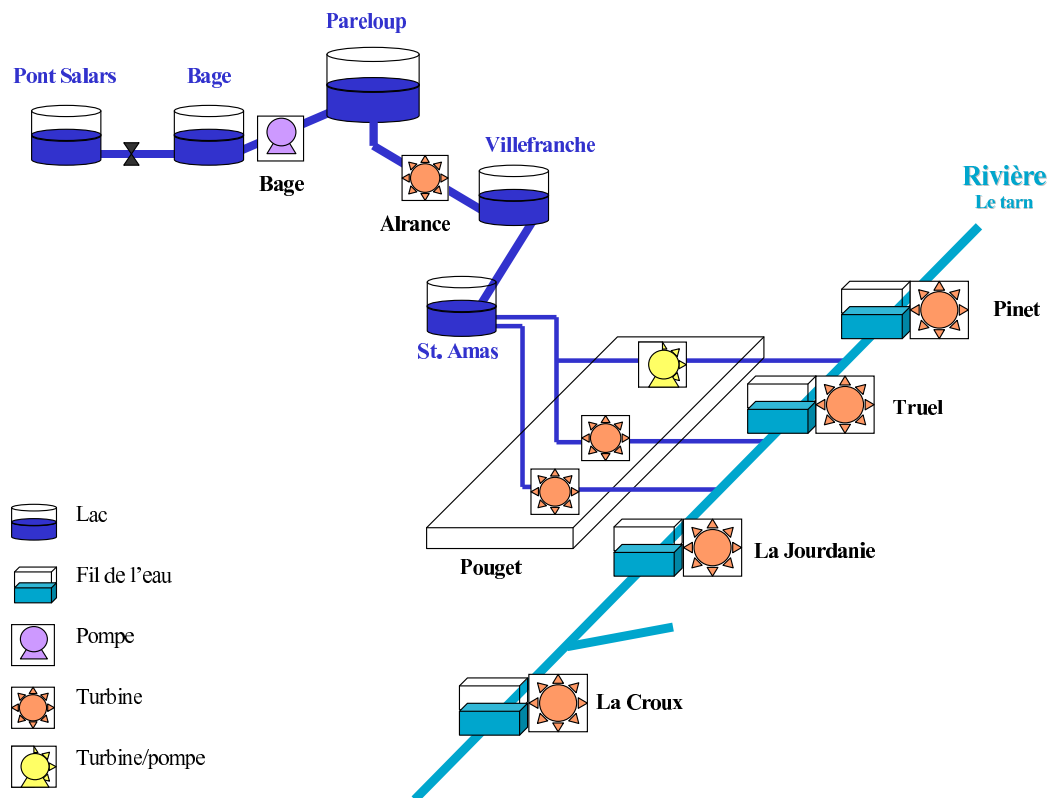 Pareloup
Pont Salars
Bage
Villefranche
Bage
Alrance
Rivière
Le tarn
Pinet
St. Amas
Truel
Lac
La Jourdanie
Pouget
Fil de l'eau
Pompe
Turbine
La Croux
Turbine/pompe